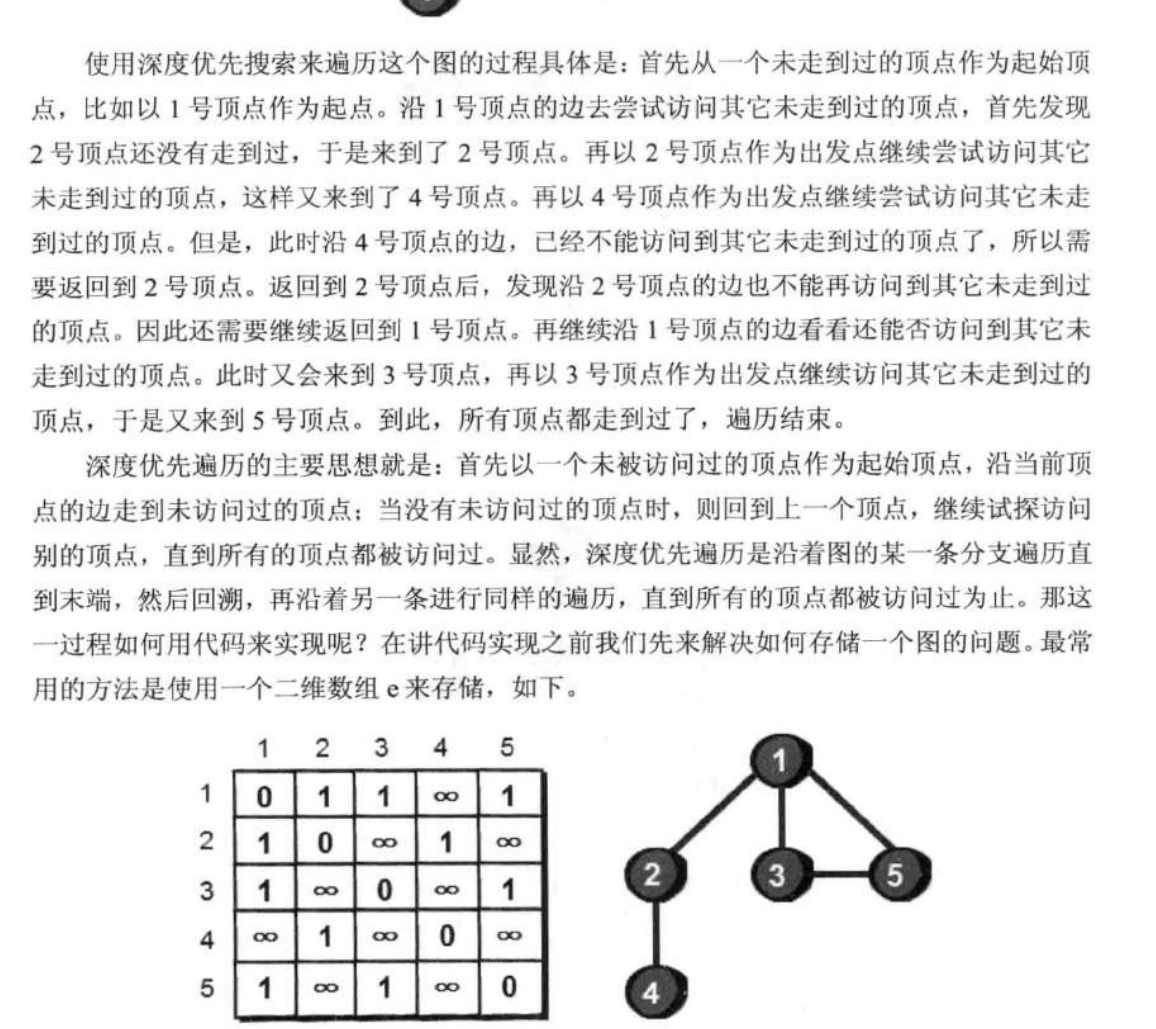 使用深度优先搜索来遍历这个图的过程具体是：首先从一个未走到过的顶点作为起始顶
点，比如以 1 号顶点作为起点。沿 1 号顶点的边去尝试访问其它未走到过的顶点，首先发现
2 号顶点还没有走到过，于是来到了 2 号顶点。再以 2 号顶点作为出发点继续尝试访问其它
未走到过的顶点，这样又来到了 4 号顶点。再以 4 号顶点作为出发点继续尝试访问其它未走
到过的顶点。但是，此时沿 4 号顶点的边，已经不能访问到其它未走到过的顶点了，所以需
要返回到 2 号顶点。返回到 2 号顶点后，发现沿 2 号顶点的边也不能再访问到其它未走到过
的顶点。因此还需要继续返回到 1 号顶点。再继续沿 1 号顶点的边看看还能否访问到其它未
走到过的顶点。此时又会来到 3 号顶点，再以 3 号顶点作为出发点继续访问其它未走到过的
顶点，于是又来到 5 号顶点。到此，所有顶点都走到过了，遍历结束。
深度优先遍历的主要思想就是：首先以一个未被访问过的顶点作为起始顶点，沿当前顶
点的边走到未访问过的顶点；当没有未访问过的顶点时，则回到上一个顶点，继续试探访问
别的顶点，直到所有的顶点都被访问过。显然，深度优先遍历是沿着图的某一条分支遍历直
到末端，然后回溯，再沿着另一条进行同样的遍历，直到所有的顶点都被访问过为止。那这
一过程如何用代码来实现呢？在讲代码实现之前我们先来解决如何存储一个图的问题。最常
用的方法是使用一个二维数组 e 来存储，如下。
1 2 3 4 5
1 0 1 1 ∞ 1
2 1 0 ∞ 1 ∞
3 1 ∞ 0 ∞ 1
4 ∞ 1 ∞ 0 ∞
5 1 ∞ 1 ∞ 0
1
2 3 5
4